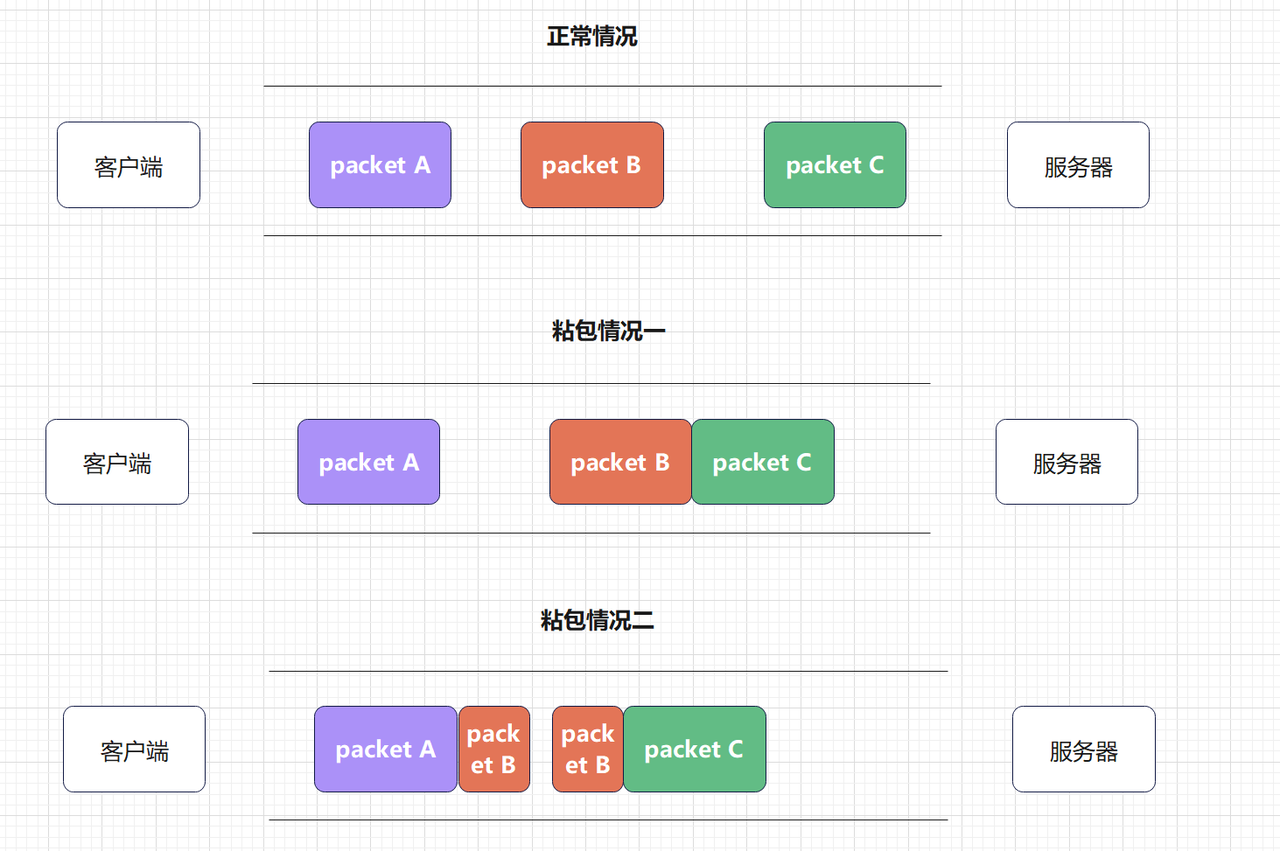 正常情况
客户端
packet A
packet B
packet C
服务器
粘包情况一
客户端
packet A
packet B
packet C
服务器
粘包情况二
客户端
packet A
pack
et B
pack
et B
packet C
服务器